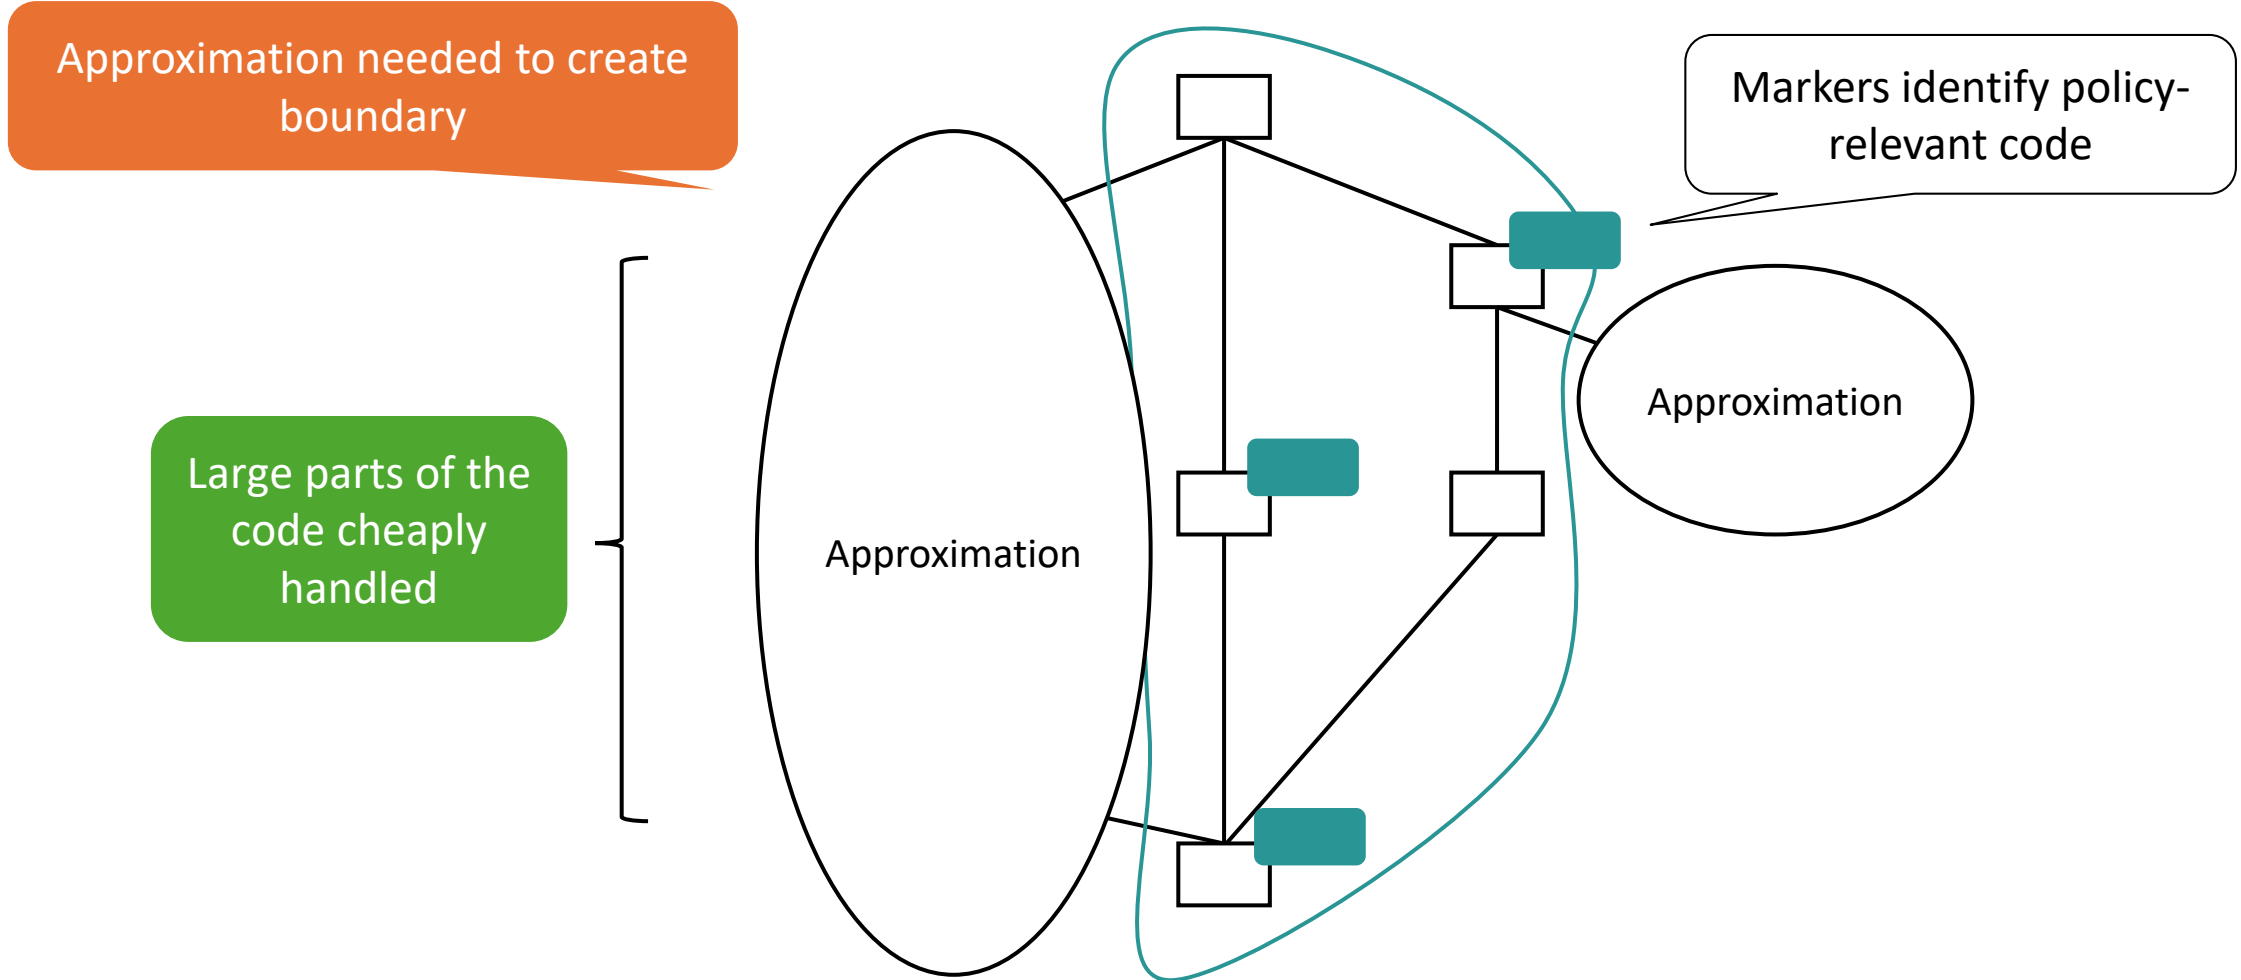 Approximation needed to create
boundary
Markers identify policy-
relevant code
Approximation
Large parts of the
code cheaply
handled
Approximation